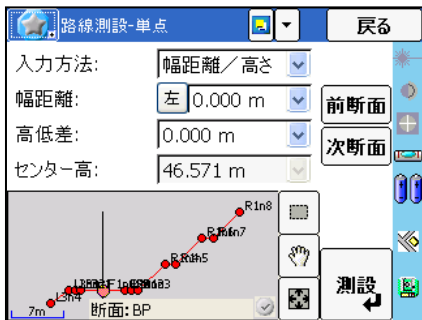 路線測設-単点
戻る
入力方法: 幅距離/高さ
幅距離: 左 0.000 m
前断面
高低差: 0.000 m
次断面
センター高: 46.571 m
R1n8
R1n7
L3n4
7m
断面:BP
測設